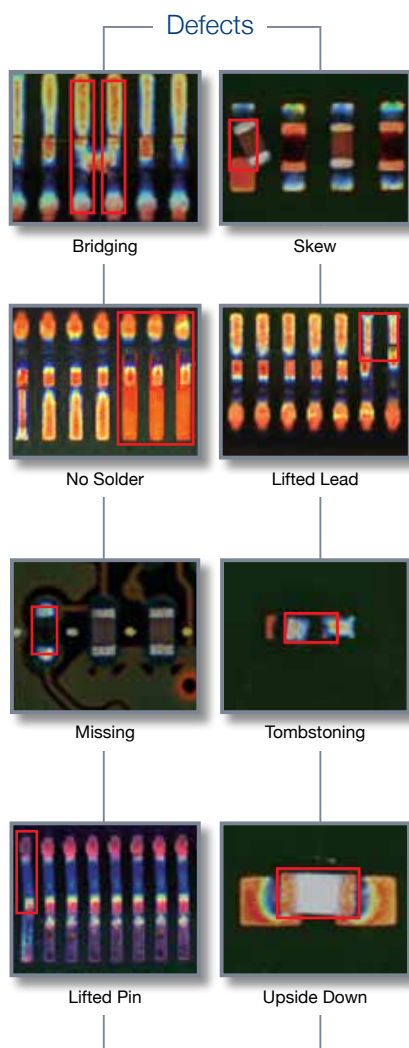 Defects
Bridging
Skew
No Solder
Lifted Lead
Missing
Tombstoning
Lifted Pin
Upside Down